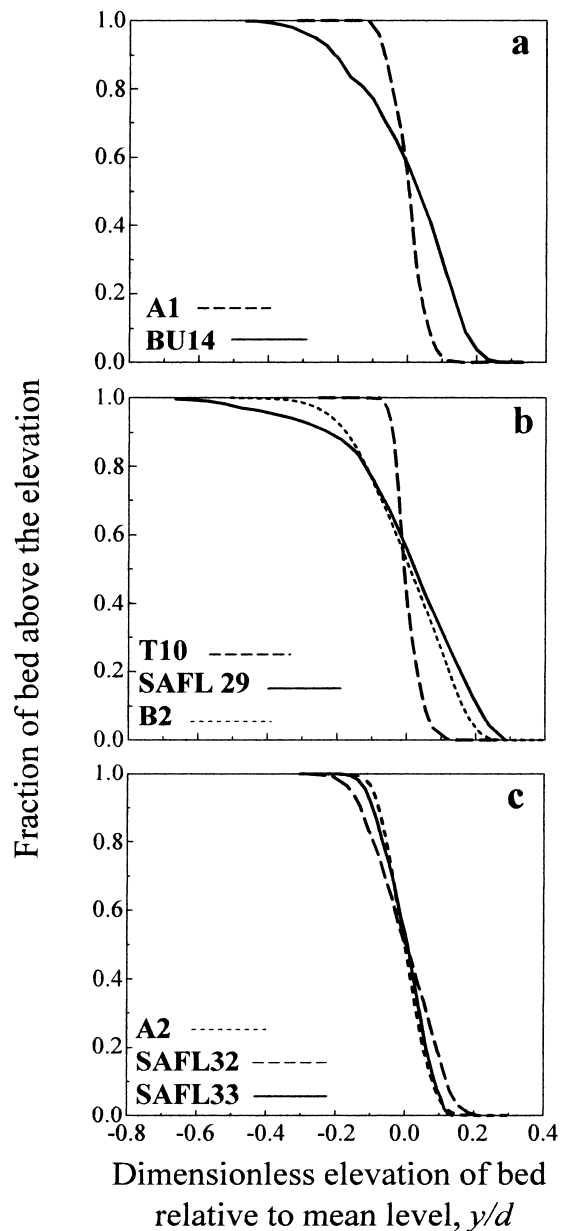 a
1.0
0.8
0.6
0.4
0.2
0.0
A1
BU14
b
1.0
0.8
0.6
0.4
0.2
0.0
T10
SAFL 29
B2
c
1.0
0.8
0.6
0.4
0.2
0.0
A2
SAFL32
SAFL33
-0.8 -0.6 -0.4 -0.2 0.0 0.2 0.4
Fraction of bed above the elevation
Dimensionless elevation of bed
relative to mean level, y/d